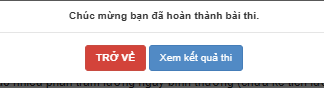 Chúc mừng bạn đã hoàn thành bài thi.
TRỞ VỀ Xem kết quả thi